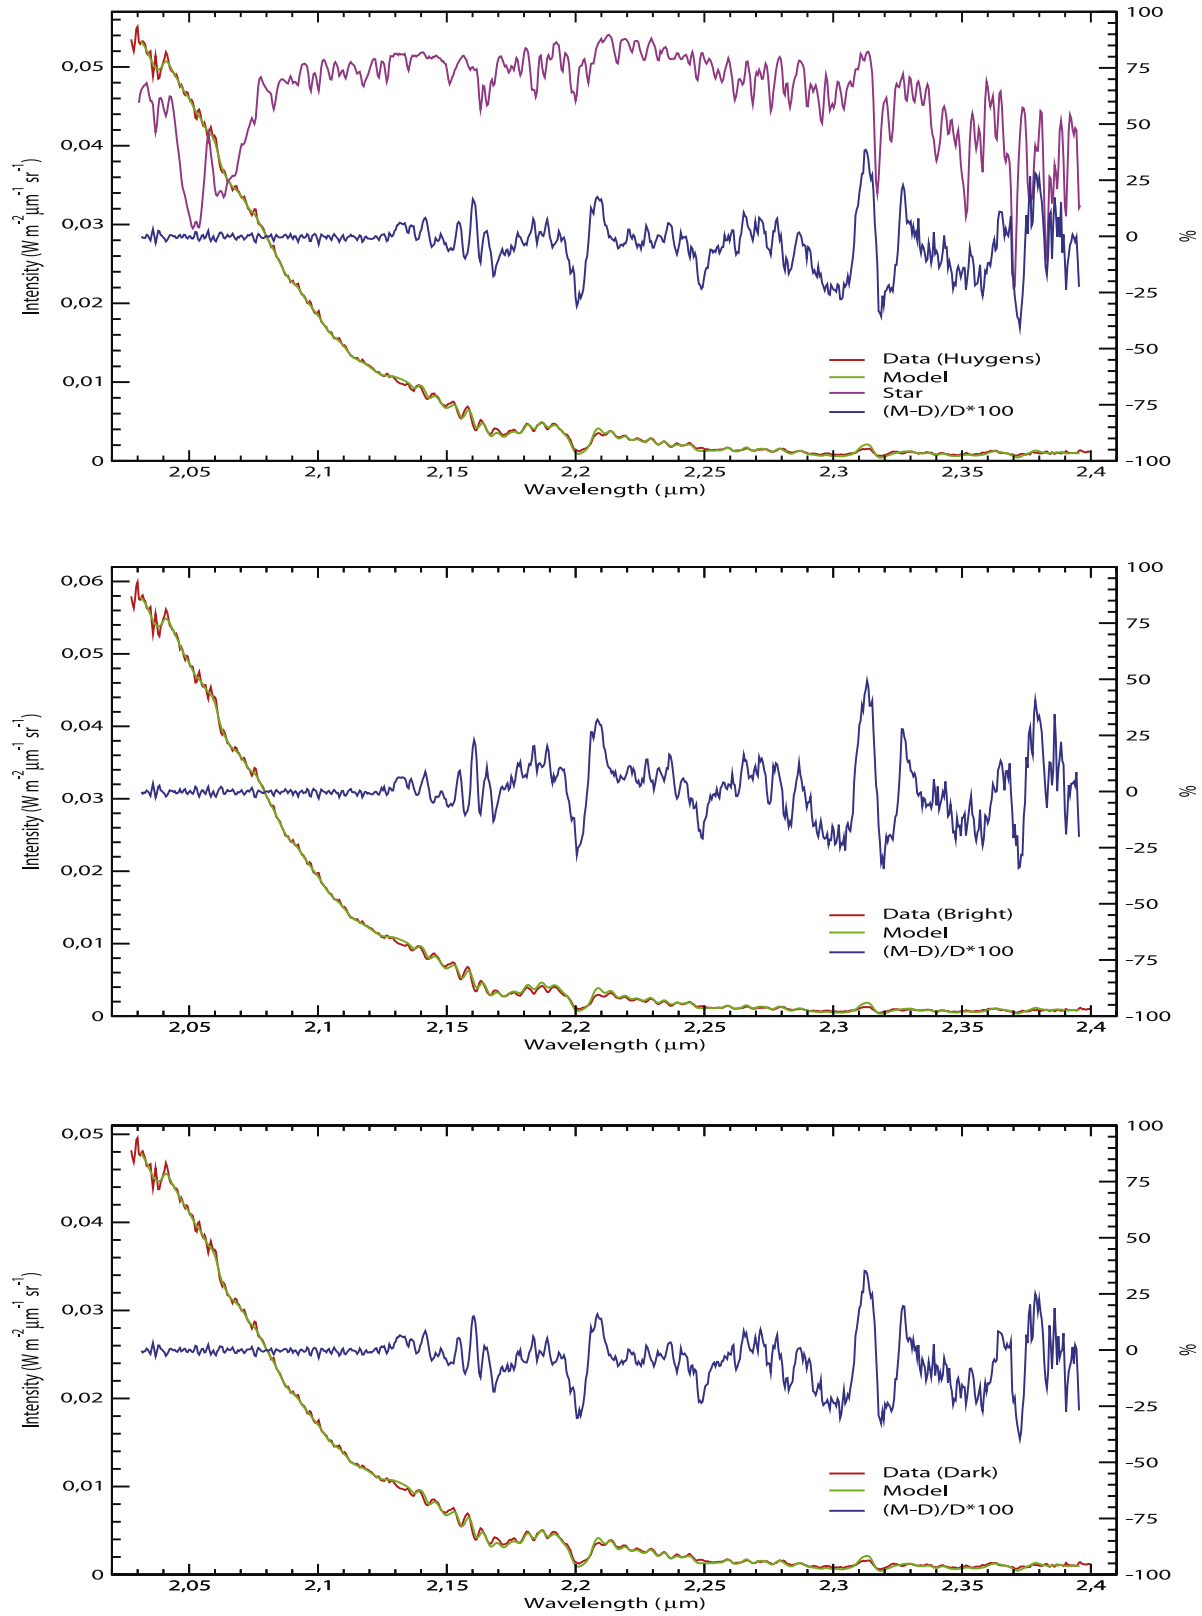 100
0,05
75
0,04
50
25
0,03
0
0,02
-25
-50
0,01
-75
0
-100
Intensity (W m⁻² μm⁻¹ sr⁻¹)
%
Data (Huygens)
Model
Star
(M-D)/D*100
2,05 2,1 2,15 2,2 2,25 2,3 2,35 2,4
Wavelength (μm)
0,06
100
75
0,05
50
0,04
25
0,03
0
0,02
-25
-50
0,01
-75
0
-100
Intensity (W m⁻² μm⁻¹ sr⁻¹)
%
Data (Bright)
Model
(M-D)/D*100
2,05 2,1 2,15 2,2 2,25 2,3 2,35 2,4
Wavelength (μm)
0,05
100
75
0,04
50
25
0,03
0
0,02
-25
-50
0,01
-75
0
-100
Intensity (W m⁻² μm⁻¹ sr⁻¹)
%
Data (Dark)
Model
(M-D)/D*100
2,05 2,1 2,15 2,2 2,25 2,3 2,35 2,4
Wavelength (μm)